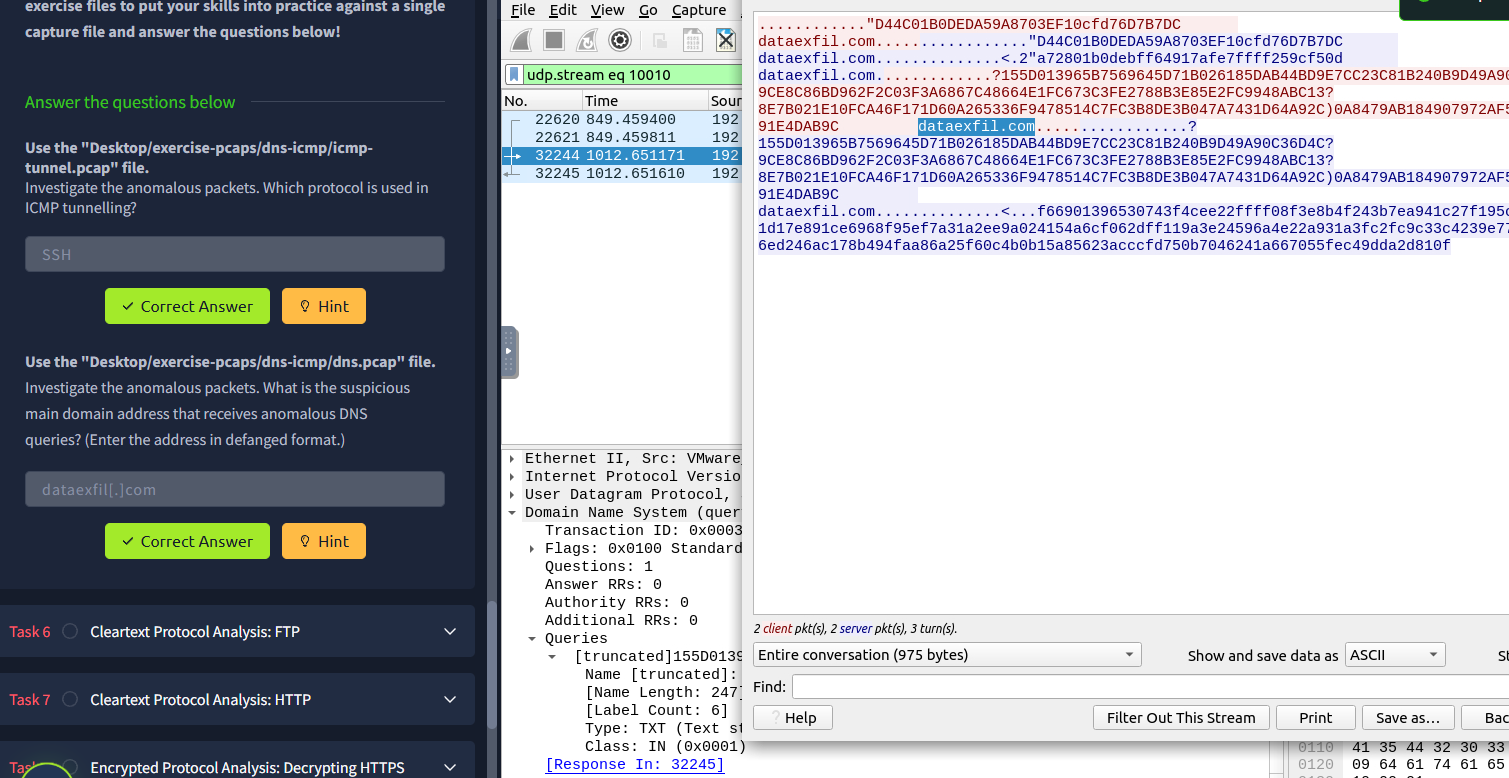 exercise files to put your skills into practice against a single
capture file and answer the questions below!
Answer the questions below
Use the "Desktop/exercise-pcaps/dns-icmp/icmp-
tunnel.pcap" file.
Investigate the anomalous packets. Which protocol is used in
ICMP tunnelling?
SSH
Correct Answer
Hint
Use the "Desktop/exercise-pcaps/dns-icmp/dns.pcap" file.
Investigate the anomalous packets. What is the suspicious
main domain address that receives anomalous DNS
queries? (Enter the address in defanged format.)
dataexfil[.]com
Correct Answer
Hint
Task 6 Cleartext Protocol Analysis: FTP
Task 7 Cleartext Protocol Analysis: HTTP
Encrypted Protocol Analysis: Decrypting HTTPS
File Edit View Go Capture
udp.stream eq 10010
No. Time Sour
22620 849.459400 192
22621 849.459811 192
32244 1012.651171 192
32245 1012.651610 192
Ethernet II, Src: VMware
Internet Protocol Versio
User Datagram Protocol,
Domain Name System (quer
Transaction ID: 0x0003
Flags: 0x0100 Standard
Questions: 1
Answer RRs: 0
Authority RRs: 0
Additional RRs: 0
Queries
[truncated]155D0139
Name [truncated]:
[Name Length: 247]
[Label Count: 6]
Type: TXT (Text st
Class: IN (0x0001)
[Response In: 32245]
............"D44C01B0DEDA59A8703EF10cfd76D7B7DC
dataexfil.com................."D44C01B0DEDA59A8703EF10cfd76D7B7DC
dataexfil.com..............<.2"a72801b0debff64917afe7ffff259cf50d
dataexfil.com.............?155D013965B7569645D71B026185DAB44BD9E7CC23C81B240B9D49A90
9CE8C86BD962F2C03F3A6867C48664E1FC673C3FE2788B3E85E2FC9948ABC13?
8E7B021E10FCA46F171D60A265336F9478514C7FC3B8DE3B047A7431D64A92C)0A8479AB184907972AF5
91E4DAB9C dataexfil.com.................?
155D013965B7569645D71B026185DAB44BD9E7CC23C81B240B9D49A90C36D4C?
9CE8C86BD962F2C03F3A6867C48664E1FC673C3FE2788B3E85E2FC9948ABC13?
8E7B021E10FCA46F171D60A265336F9478514C7FC3B8DE3B047A7431D64A92C)0A8479AB184907972AF5
91E4DAB9C
dataexfil.com..............<...f66901396530743f4cee22ffff08f3e8b4f243b7ea941c27f195d
1d17e891ce6968f95ef7a31a2ee9a024154a6cf062dff119a3e24596a4e22a931a3fc2fc9c33c4239e77
6ed246ac178b494faa86a25f60c4b0b15a85623acccfd750b7046241a667055fec49dda2d810f
2 client pkt(s), 2 server pkt(s), 3 turn(s).
Entire conversation (975 bytes)
Show and save data as ASCII
Find:
Help
Filter Out This Stream
Print
Save as…
Bac
0110 41 35 44 32 30 33
0120 09 64 61 74 61 65